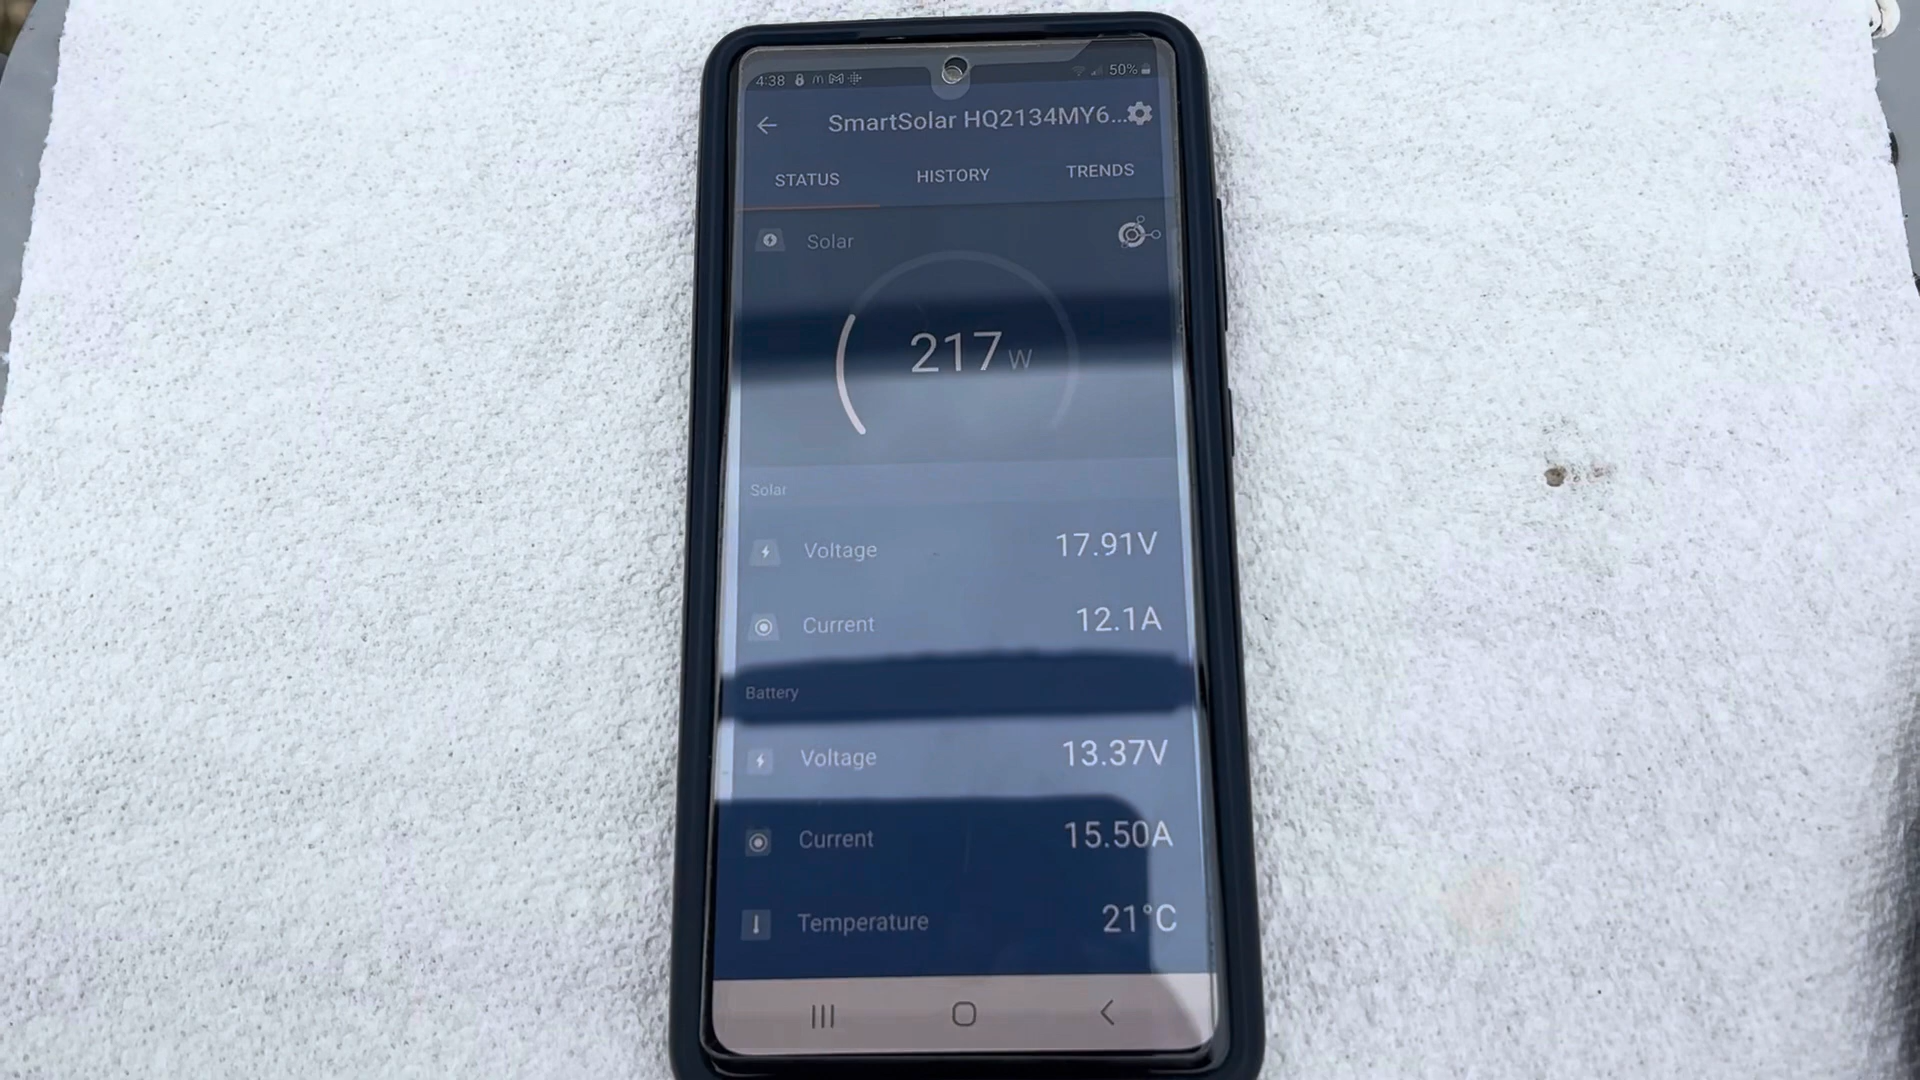 4:38 50%
SmartSolar HQ2134MY6...
STATUS HISTORY TRENDS
Solar
217 W
Solar
Voltage 17.91V
Current 12.1A
Battery
Voltage 13.37V
Current 15.50A
Temperature 21°C